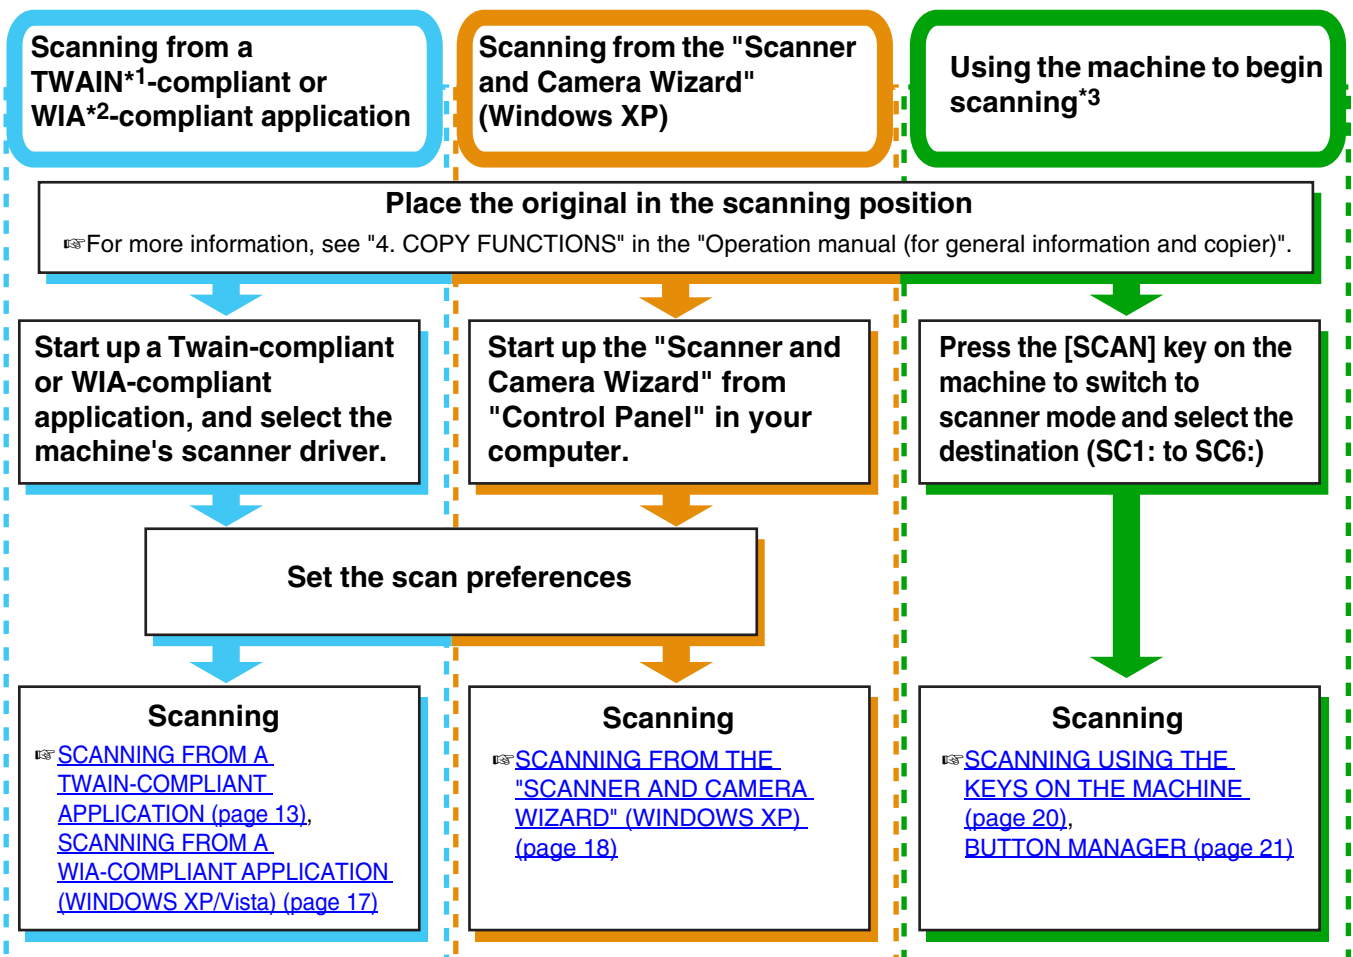 Scanning from a
TWAIN*1-compliant or
WIA*2-compliant application
Scanning from the "Scanner
and Camera Wizard"
(Windows XP)
Using the machine to begin
scanning*3
Place the original in the scanning position
☞For more information, see "4. COPY FUNCTIONS" in the "Operation manual (for general information and copier)".
Start up a Twain-compliant
or WIA-compliant
application, and select the
machine's scanner driver.
Start up the "Scanner and
Camera Wizard" from
"Control Panel" in your
computer.
Press the [SCAN] key on the
machine to switch to
scanner mode and select the
destination (SC1: to SC6:)
Set the scan preferences
Scanning
☞SCANNING FROM A
TWAIN-COMPLIANT
APPLICATION (page 13),
SCANNING FROM A
WIA-COMPLIANT APPLICATION
(WINDOWS XP/Vista) (page 17)
Scanning
☞SCANNING FROM THE
"SCANNER AND CAMERA
WIZARD" (WINDOWS XP)
(page 18)
Scanning
☞SCANNING USING THE
KEYS ON THE MACHINE
(page 20),
BUTTON MANAGER (page 21)